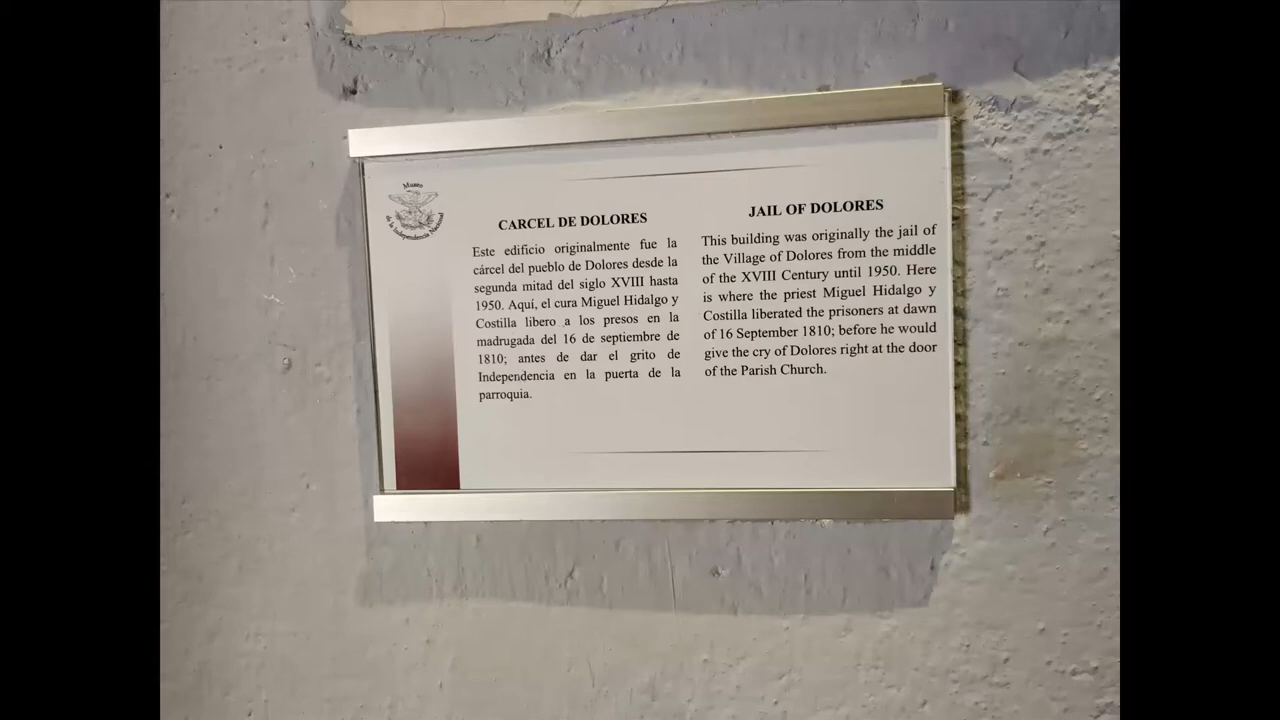 Museo
de la Independencia Nacional
CARCEL DE DOLORES
Este edificio originalmente fue la
cárcel del pueblo de Dolores desde la
segunda mitad del siglo XVIII hasta
1950. Aquí, el cura Miguel Hidalgo y
Costilla libero a los presos en la
madrugada del 16 de septiembre de
1810; antes de dar el grito de
Independencia en la puerta de la
parroquia.
JAIL OF DOLORES
This building was originally the jail of
the Village of Dolores from the middle
of the XVIII Century until 1950. Here
is where the priest Miguel Hidalgo y
Costilla liberated the prisoners at dawn
of 16 September 1810; before he would
give the cry of Dolores right at the door
of the Parish Church.